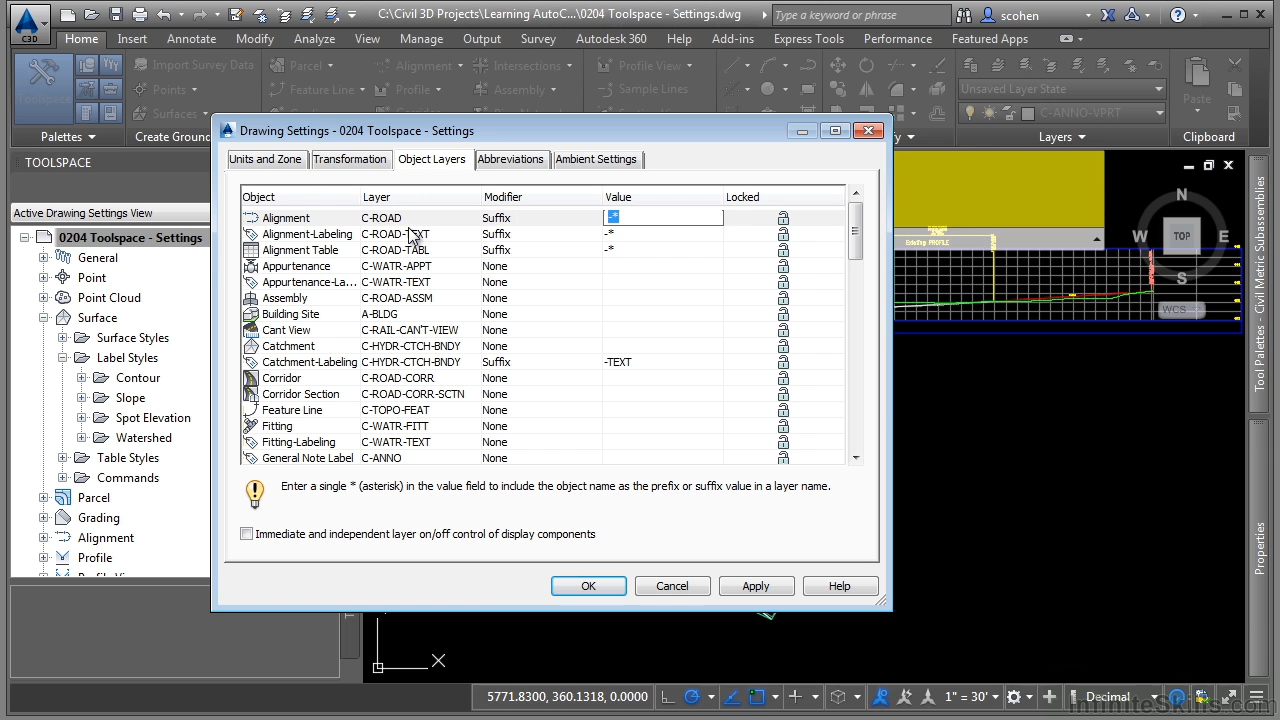 C:\Civil 3D Projects\Learning AutoC...\0204 Toolspace - Settings.dwg
Type a keyword or phrase
scohen
C3D
Home Insert Annotate Modify Analyze View Manage Output Survey Autodesk 360 Help Add-ins Express Tools Performance Featured Apps
Import Survey Data Parcel Alignment Intersections Profile View Unsaved Layer State
Points Feature Line Profile Assembly Sample Lines
Toolspace Surfaces C-ANNO-VPRT Paste
Palettes Create Ground Layers Clipboard
TOOLSPACE
Active Drawing Settings View
0204 Toolspace - Settings
General
Point
Point Cloud
Surface
Surface Styles
Label Styles
Contour
Slope
Spot Elevation
Watershed
Table Styles
Commands
Parcel
Grading
Alignment
Profile
Profile View
Drawing Settings - 0204 Toolspace - Settings
Units and Zone Transformation Object Layers Abbreviations Ambient Settings
Object Layer Modifier Value Locked
Alignment C-ROAD Suffix -*
Alignment-Labeling C-ROAD-TEXT Suffix -*
Alignment Table C-ROAD-TABL Suffix -*
Appurtenance C-WATR-APPT None
Appurtenance-La... C-WATR-TEXT None
Assembly C-ROAD-ASSM None
Building Site A-BLDG None
Cant View C-RAIL-CAN'T-VIEW None
Catchment C-HYDR-CTCH-BNDY None
Catchment-Labeling C-HYDR-CTCH-BNDY Suffix -TEXT
Corridor C-ROAD-CORR None
Corridor Section C-ROAD-CORR-SCTN None
Feature Line C-TOPO-FEAT None
Fitting C-WATR-FITT None
Fitting-Labeling C-WATR-TEXT None
General Note Label C-ANNO None
Enter a single * (asterisk) in the value field to include the object name as the prefix or suffix value in a layer name.
Immediate and independent layer on/off control of display components
OK Cancel Apply Help
PROFILE
N
W TOP E
S
WCS
Tool Palettes - Civil Metric Subassemblies
Properties
5771.8300, 360.1318, 0.0000
1" = 30'
Decimal
InfiniteSkills.com